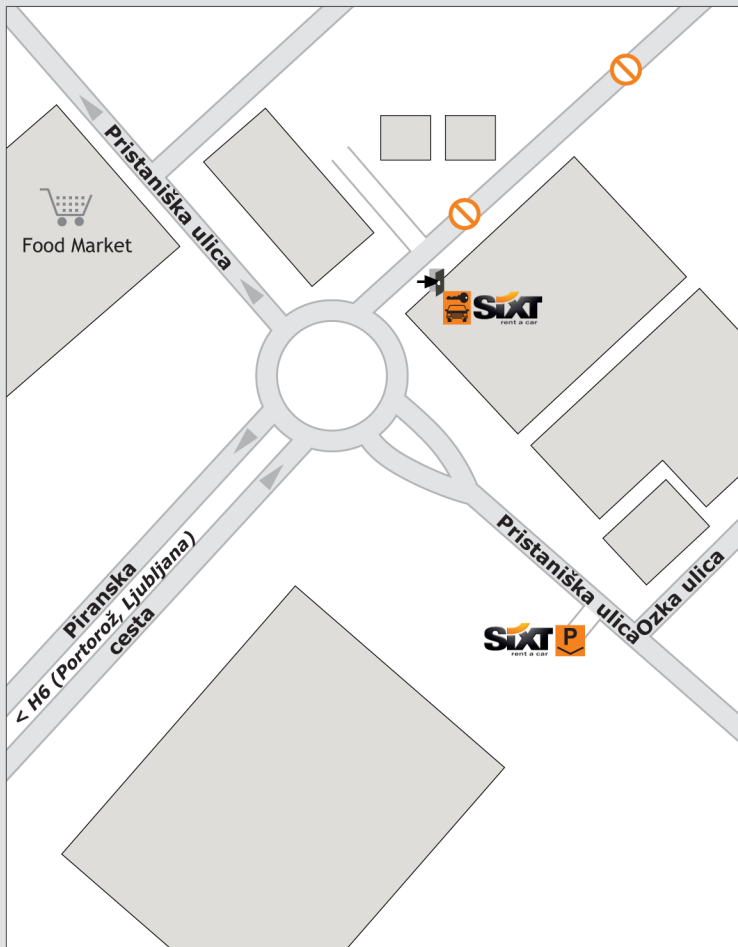 Pristaniška ulica
Food Market
SIXT
rent a car
Piranska
< H6 (Portorož, Ljubljana)
cesta
Pristaniška ulica
Ozka ulica
SIXT
rent a car
P